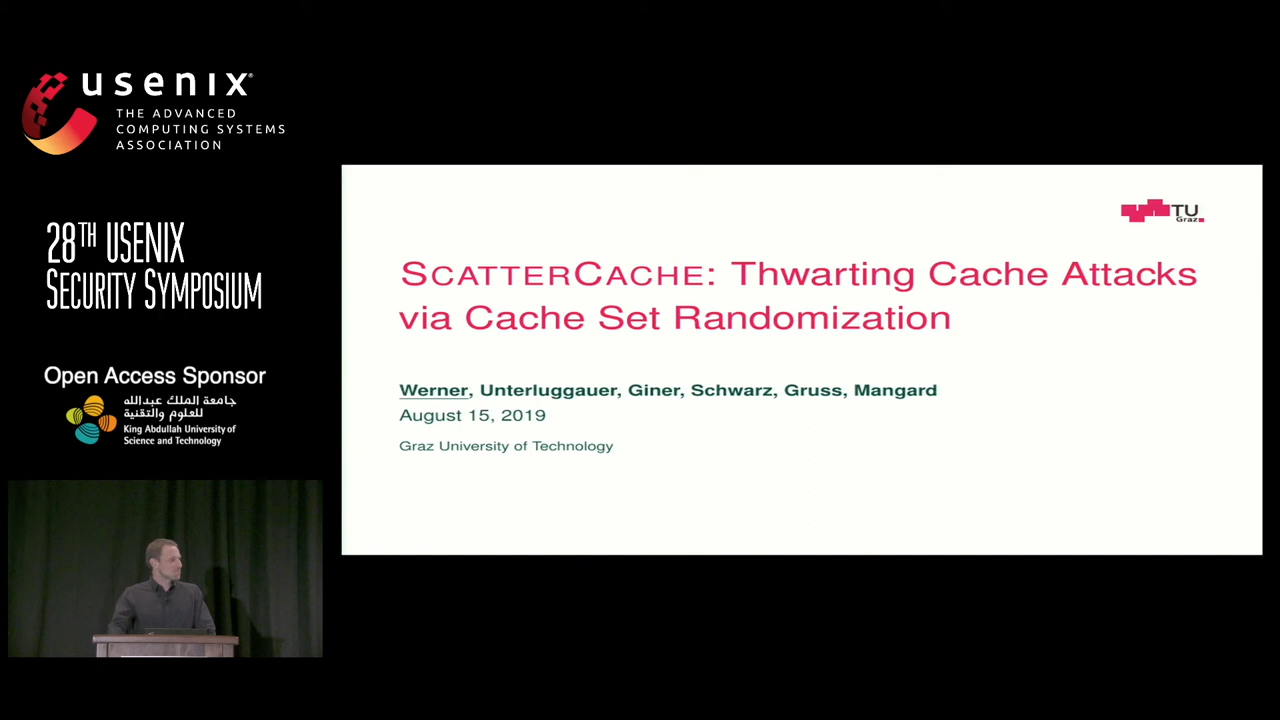 usenix
THE ADVANCED
COMPUTING SYSTEMS
ASSOCIATION
28TH USENIX
SECURITY SYMPOSIUM
Open Access Sponsor
جامعة الملك عبدالله
للعلوم والتقنية
King Abdullah University of
Science and Technology
TU
Graz
SCATTERCACHE: Thwarting Cache Attacks
via Cache Set Randomization
Werner, Unterluggauer, Giner, Schwarz, Gruss, Mangard
August 15, 2019
Graz University of Technology